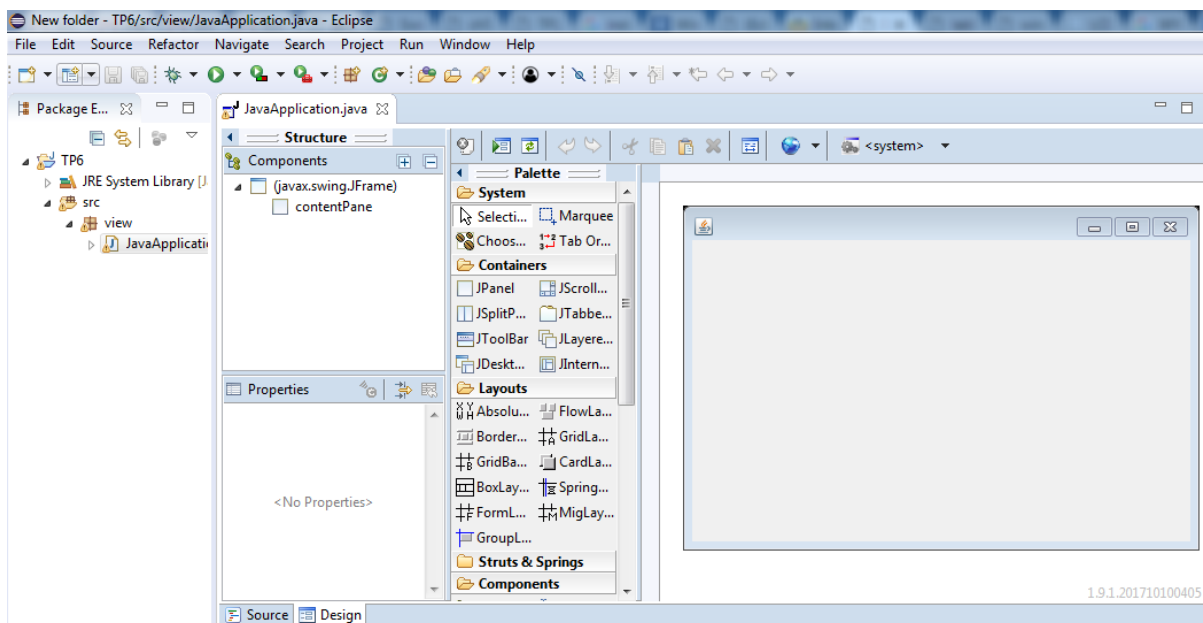 New folder - TP6/src/view/JavaApplication.java - Eclipse
File Edit Source Refactor Navigate Search Project Run Window Help
Package E...
TP6
JRE System Library [J
src
view
JavaApplicati
JavaApplication.java
Structure
Components
(javax.swing.JFrame)
contentPane
Properties
<No Properties>
<system>
Palette
System
Selecti... Marquee
Choos... Tab Or...
Containers
JPanel JScroll...
JSplitP... JTabbe...
JToolBar JLayere...
JDeskt... JIntern...
Layouts
Absolu... FlowLa...
Border... GridLa...
GridBa... CardLa...
BoxLay... Spring...
FormL... MigLay...
GroupL...
Struts & Springs
Components
1.9.1.201710100405
Source Design